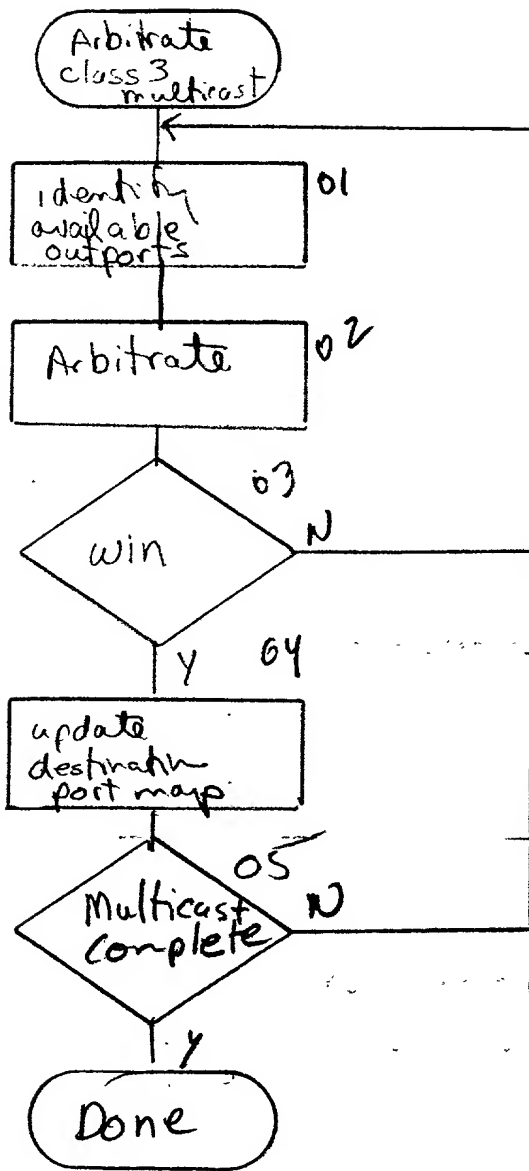 Arbitrate
class 3
multicast
identity
available
outports
01
Arbitrate
02
03
win
N
Y
04
update
destination
port map
05
Multicast
complete
N
Y
Done